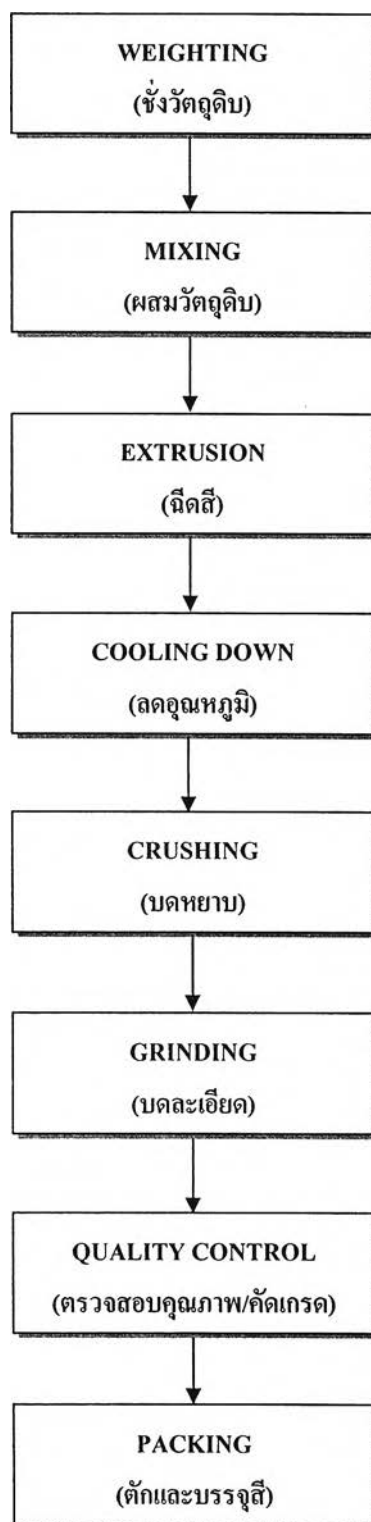 WEIGHTING
(ชั่งวัตถุดิบ)
MIXING
(ผสมวัตถุดิบ)
EXTRUSION
(ฉีดสี)
COOLING DOWN
(ลดอุณหภูมิ)
CRUSHING
(บดหยาบ)
GRINDING
(บดละเอียด)
QUALITY CONTROL
(ตรวจสอบคุณภาพ/คัดเกรด)
PACKING
(ตักและบรรจุสี)